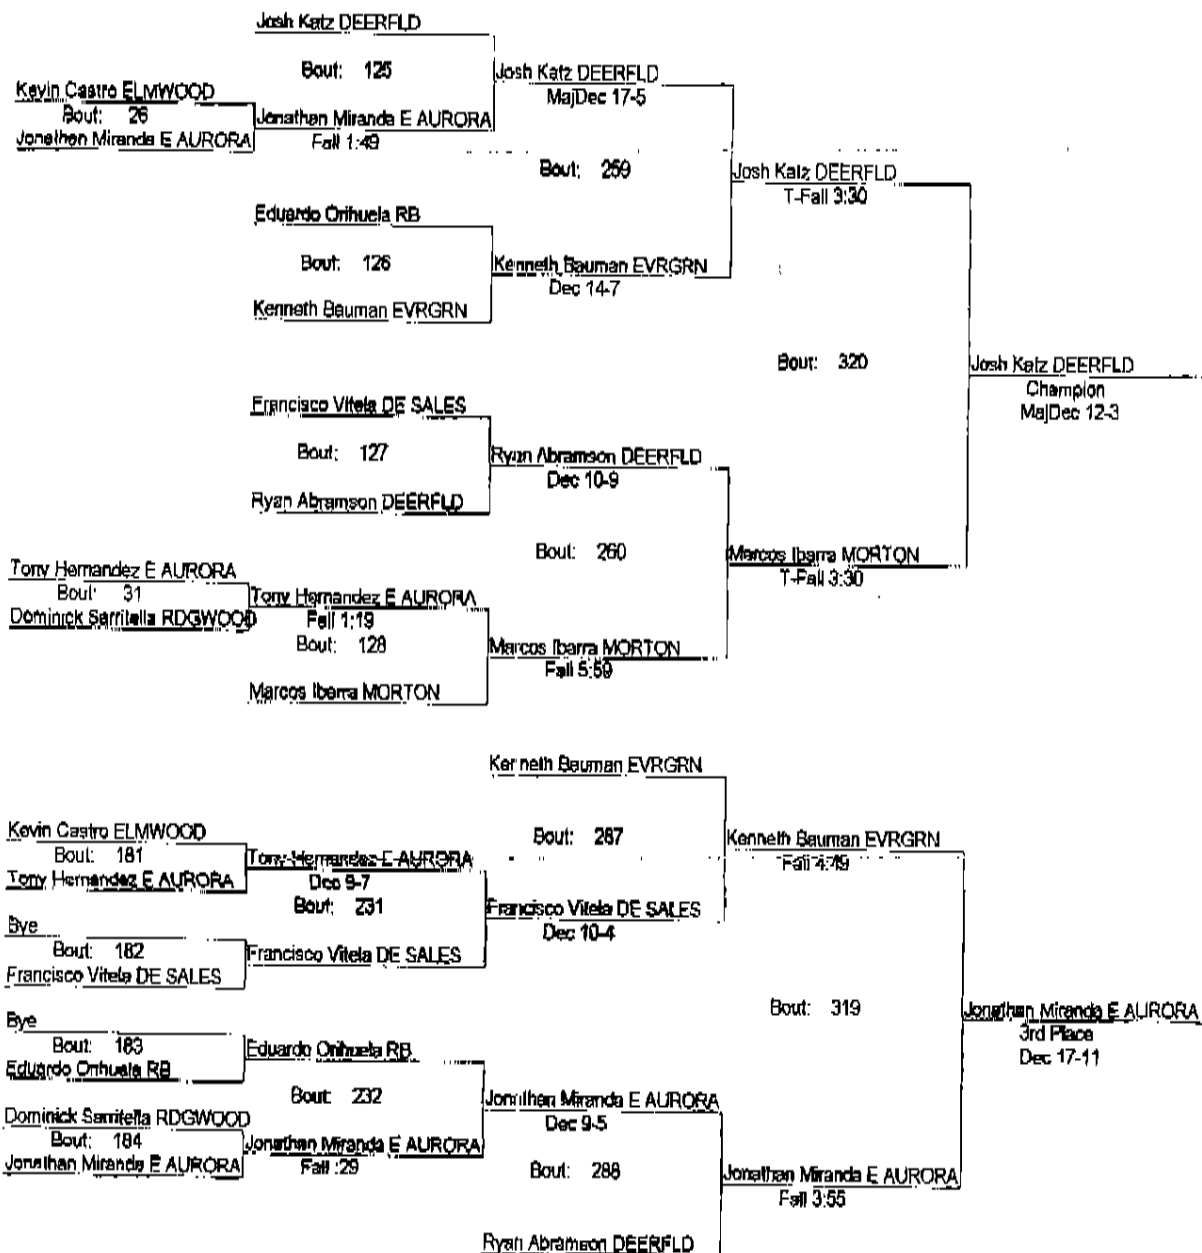 Josh Katz DEERFLD
Bout: 125
Josh Katz DEERFLD
MajDec 17-5
Kevin Castro ELMWOOD
Bout: 26
Jonathan Miranda E AURORA
Jonathan Miranda E AURORA
Fall 1:49
Bout: 259
Josh Katz DEERFLD
T-Fall 3:30
Eduardo Orihuela RB
Bout: 126
Kenneth Bauman EVRGRN
Dec 14-7
Kenneth Bauman EVRGRN
Bout: 320
Josh Katz DEERFLD
Champion
MajDec 12-3
Francisco Vitela DE SALES
Bout: 127
Ryan Abramson DEERFLD
Dec 10-9
Ryan Abramson DEERFLD
Bout: 260
Marcos Ibarra MORTON
T-Fall 3:30
Tony Hernandez E AURORA
Bout: 31
Dominick Sarritella RDGWOOD
Tony Hernandez E AURORA
Fall 1:19
Bout: 128
Marcos Ibarra MORTON
Fall 5:59
Marcos Ibarra MORTON
Kenneth Bauman EVRGRN
Kevin Castro ELMWOOD
Bout: 181
Tony Hernandez E AURORA
Tony Hernandez E AURORA
Dec 9-7
Bout: 231
Bout: 287
Kenneth Bauman EVRGRN
Fall 4:49
Francisco Vitela DE SALES
Dec 10-4
Bye
Bout: 182
Francisco Vitela DE SALES
Francisco Vitela DE SALES
Bye
Bout: 183
Eduardo Orihuela RB
Eduardo Orihuela RB
Bout: 319
Jonathan Miranda E AURORA
3rd Place
Dec 17-11
Bout: 232
Jonathan Miranda E AURORA
Dec 9-5
Dominick Sarritella RDGWOOD
Bout: 184
Jonathan Miranda E AURORA
Jonathan Miranda E AURORA
Fall :29
Bout: 288
Jonathan Miranda E AURORA
Fall 3:55
Ryan Abramson DEERFLD